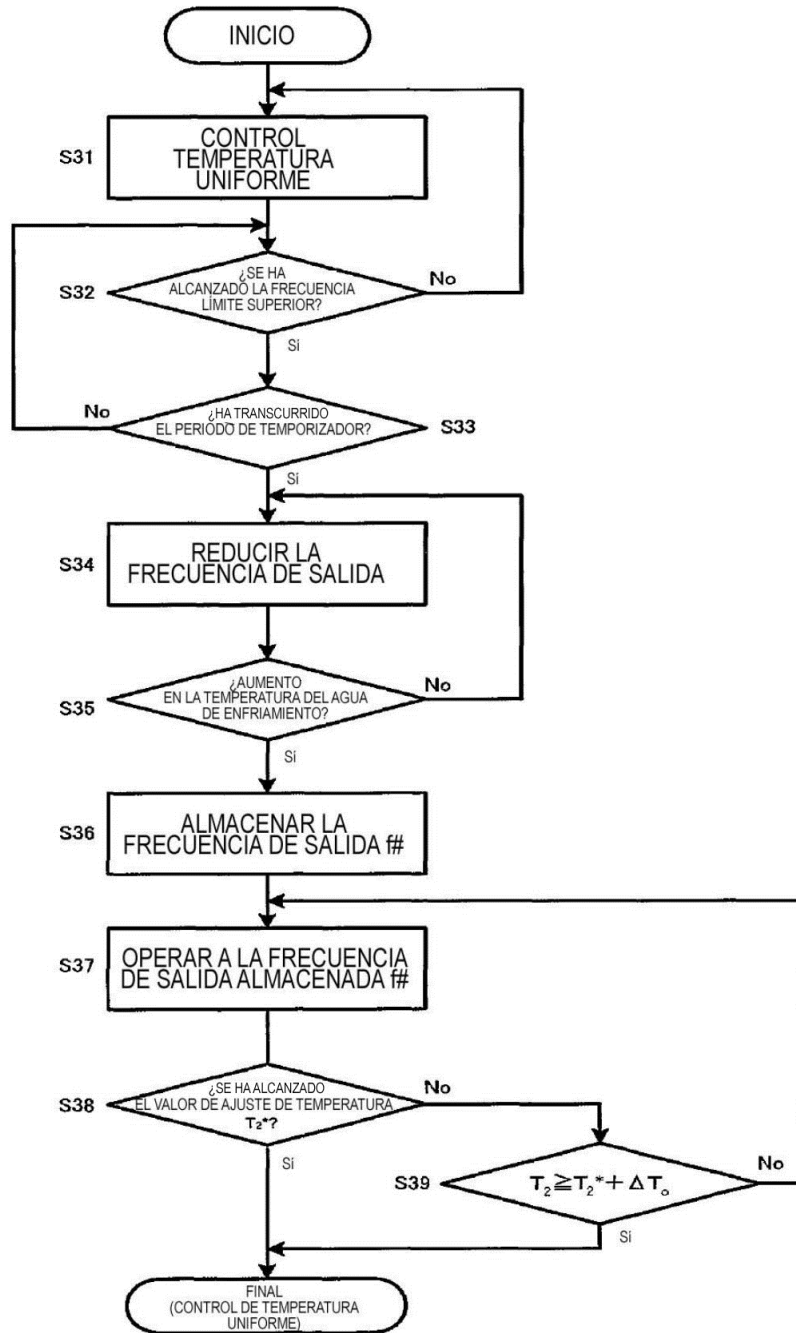 INICIO
CONTROL
TEMPERATURA
UNIFORME
S31
¿SE HA
ALCANZADO LA FRECUENCIA
LÍMITE SUPERIOR?
S32
No
Sí
¿HA TRANSCURRIDO
EL PERIODO DE TEMPORIZADOR?
No
S33
Sí
REDUCIR LA
FRECUENCIA DE SALIDA
S34
¿AUMENTO
EN LA TEMPERATURA DEL AGUA
DE ENFRIAMIENTO?
S35
No
Sí
ALMACENAR LA
FRECUENCIA DE SALIDA f#
S36
OPERAR A LA FRECUENCIA
DE SALIDA ALMACENADA f#
S37
¿SE HA ALCANZADO
EL VALOR DE AJUSTE DE TEMPERATURA
T₂*?
S38
No
Sí
S39
T₂≧T₂*+ΔT₀
No
Sí
FINAL
(CONTROL DE TEMPERATURA
UNIFORME)